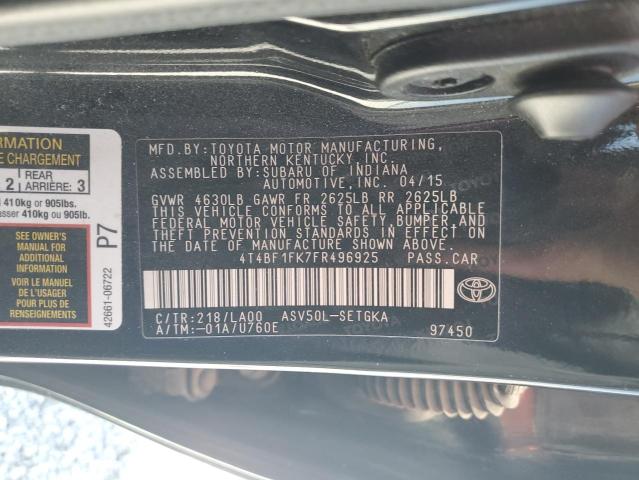 ORMATION
E CHARGEMENT
2 REAR
ARRIÈRE: 3
410 kg or 905lbs.
asser 410kg ou 905lb.
SEE OWNER'S
MANUAL FOR
ADDITIONAL
INFORMATION
VOIR LE MANUEL
DE L'USAGER
POUR PLUS DE
RENSEIGNEMENTS
P7
42661-06722
MFD.BY:TOYOTA MOTOR MANUFACTURING,
NORTHERN KENTUCKY,INC.
ASSEMBLED BY:SUBARU OF INDIANA
AUTOMOTIVE,INC. 04/15
GVWR 4630LB GAWR FR 2625LB RR 2625LB
THIS VEHICLE CONFORMS TO ALL APPLICABLE
FEDERAL MOTOR VEHICLE SAFETY,BUMPER,AND
THEFT PREVENTION STANDARDS IN EFFECT ON
THE DATE OF MANUFACTURE SHOWN ABOVE.
4T4BF1FK7FR496925 PASS.CAR
C/TR:218/LA00 ASV50L-SETGKA
A/TM:-01A/U760E 97450
TOYOTA